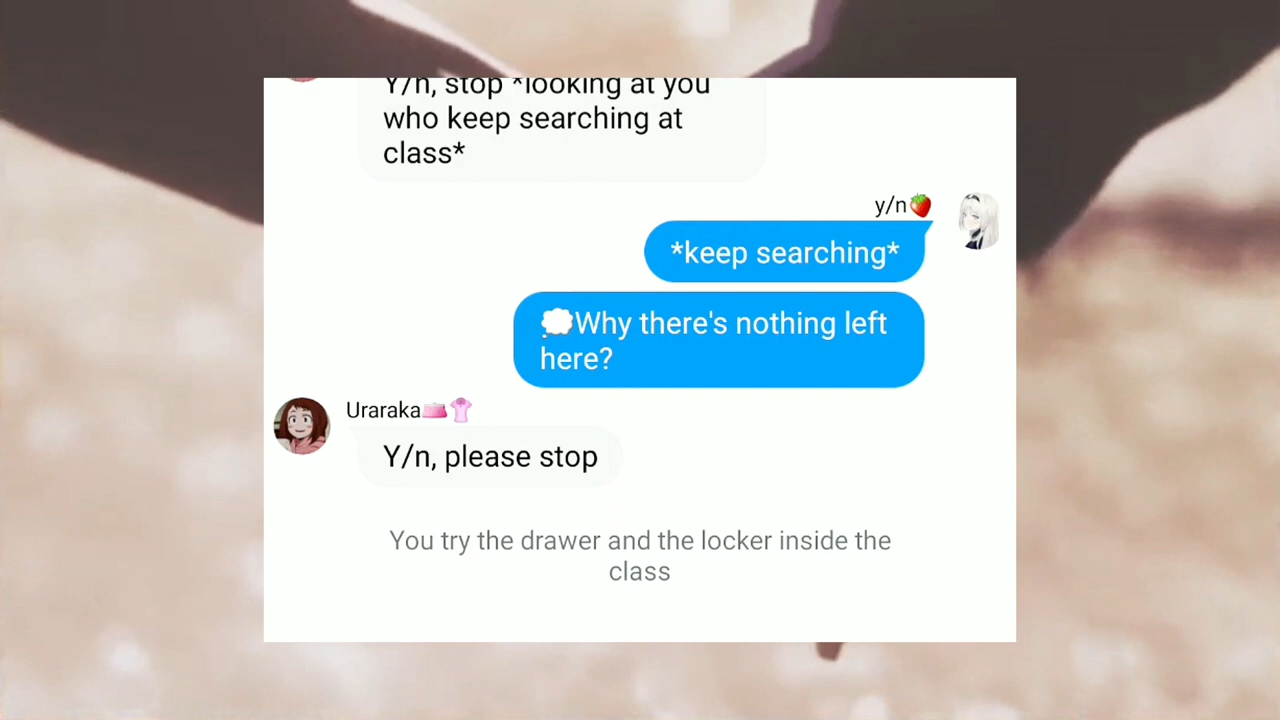 Y/n, stop *looking at you
who keep searching at
class*
y/n🍓
*keep searching*
💭Why there's nothing left
here?
Uraraka👛👚
Y/n, please stop
You try the drawer and the locker inside the
class